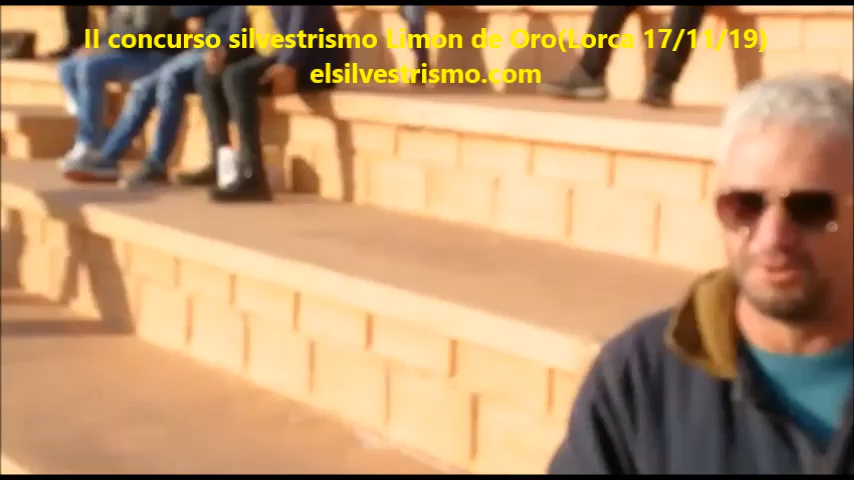 II concurso silvestrismo Limon de Oro(Lorca 17/11/19)
elsilvestrismo.com